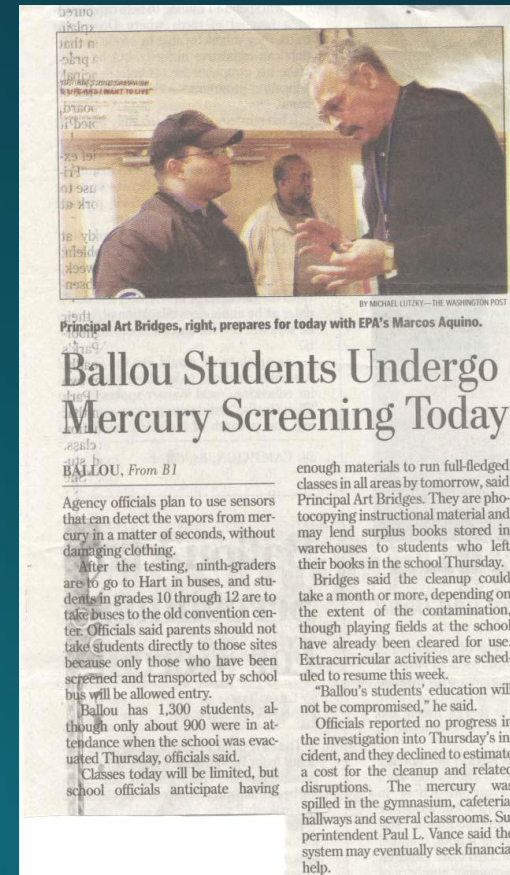 I WANT TO LIVE"
BY MICHAEL LUTZKY—THE WASHINGTON POST
Principal Art Bridges, right, prepares for today with EPA's Marcos Aquino.
Ballou Students Undergo
Mercury Screening Today
BALLOU, From B1
Agency officials plan to use sensors
that can detect the vapors from mer-
cury in a matter of seconds, without
damaging clothing.
After the testing, ninth-graders
are to go to Hart in buses, and stu-
dents in grades 10 through 12 are to
take buses to the old convention cen-
ter. Officials said parents should not
take students directly to those sites
because only those who have been
screened and transported by school
bus will be allowed entry.
Ballou has 1,300 students, al-
though only about 900 were in at-
tendance when the school was evac-
uated Thursday, officials said.
Classes today will be limited, but
school officials anticipate having
enough materials to run full-fledged
classes in all areas by tomorrow, said
Principal Art Bridges. They are pho-
tocopying instructional material and
may lend surplus books stored in
warehouses to students who left
their books in the school Thursday.
Bridges said the cleanup could
take a month or more, depending on
the extent of the contamination,
though playing fields at the school
have already been cleared for use.
Extracurricular activities are sched-
uled to resume this week.
"Ballou's students' education will
not be compromised," he said.
Officials reported no progress in
the investigation into Thursday's in-
cident, and they declined to estimate
a cost for the cleanup and related
disruptions. The mercury was
spilled in the gymnasium, cafeteria
hallways and several classrooms. Su
perintendent Paul L. Vance said the
system may eventually seek financia
help.